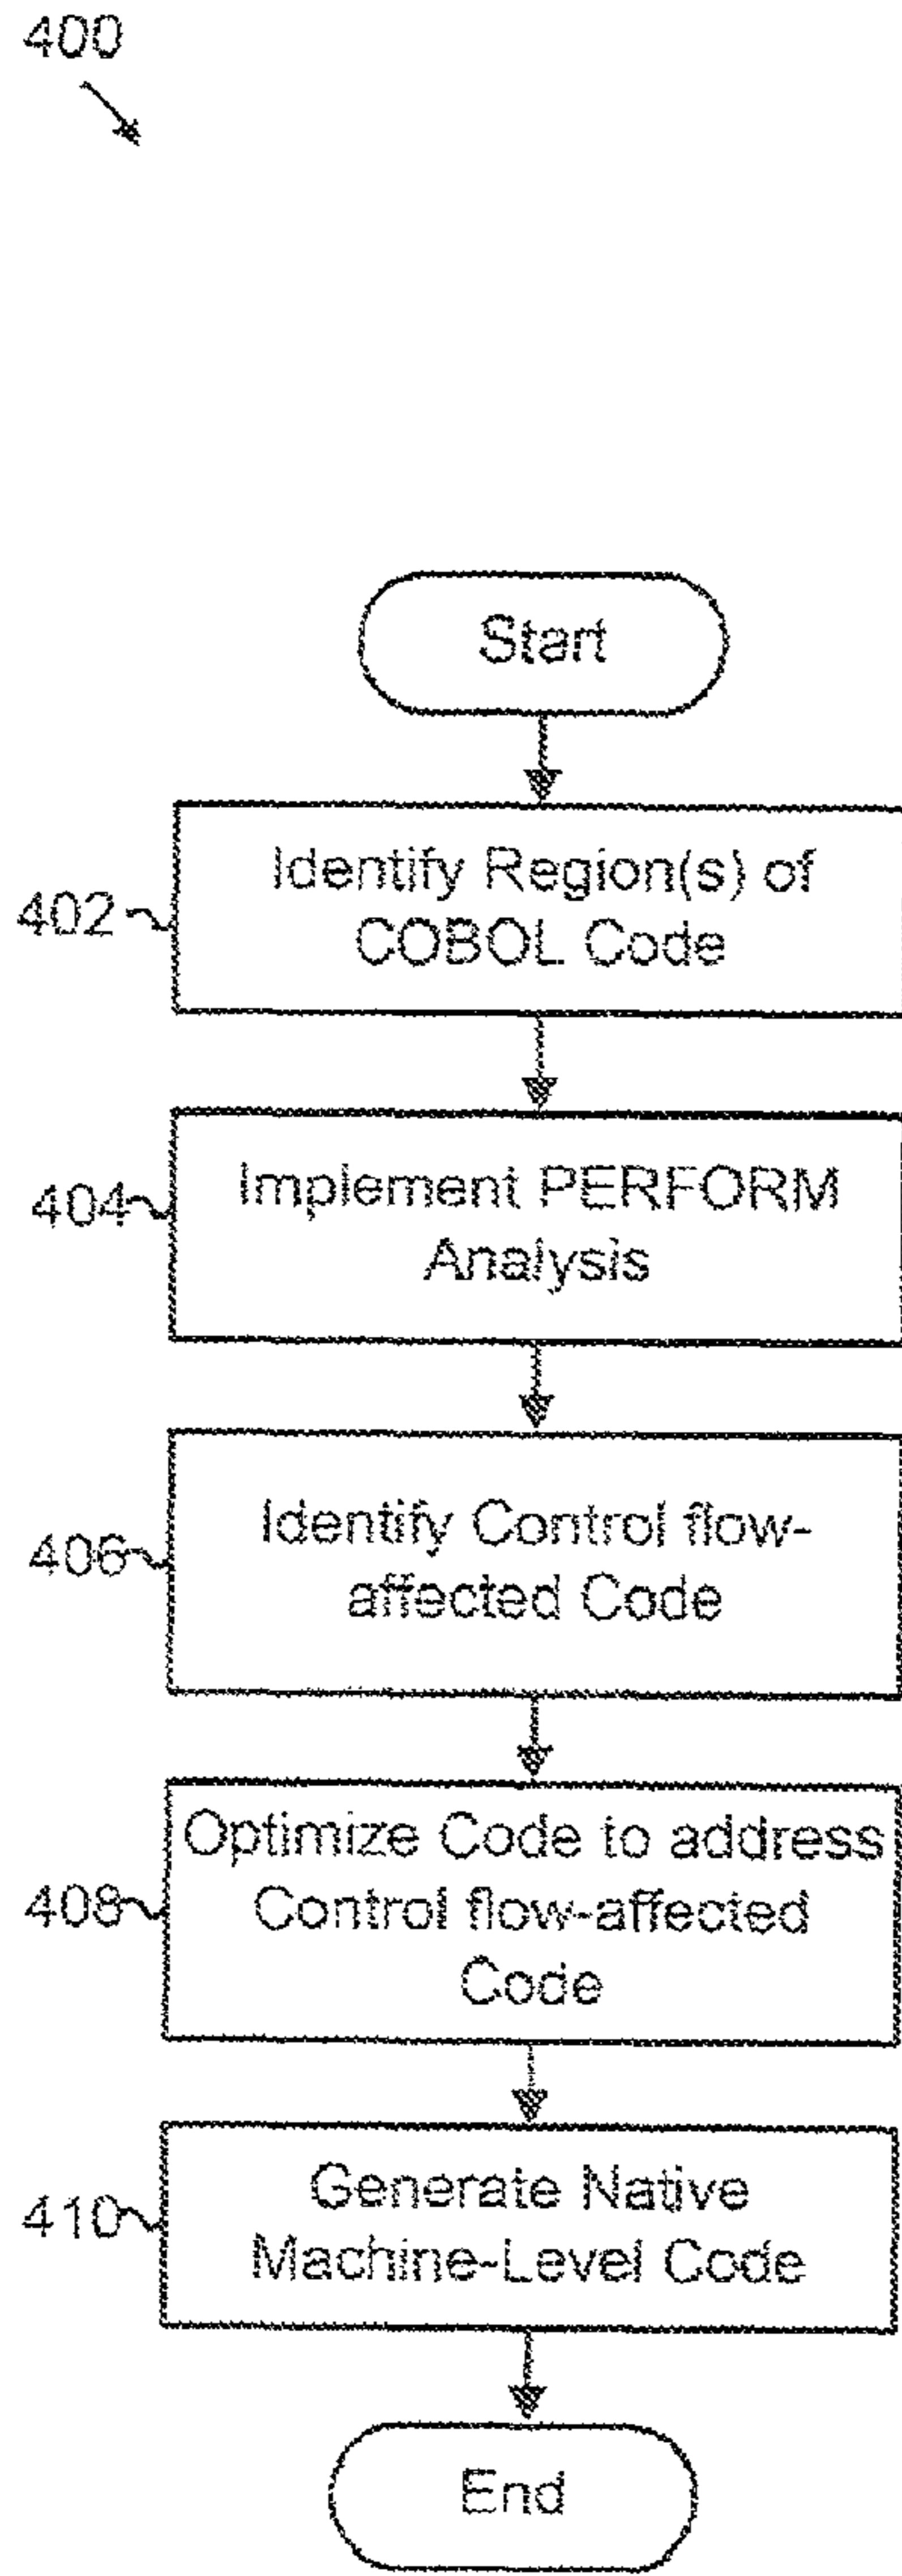 400
Start
Identify Region(s) of
402
COBOL Code
Implement PERFORM
404
Analysis
Identify Control flow-
406
affected Code
Optimize Code to address
408
Control flow-affected
Code
Generate Native
410
Machine-Level Code
End